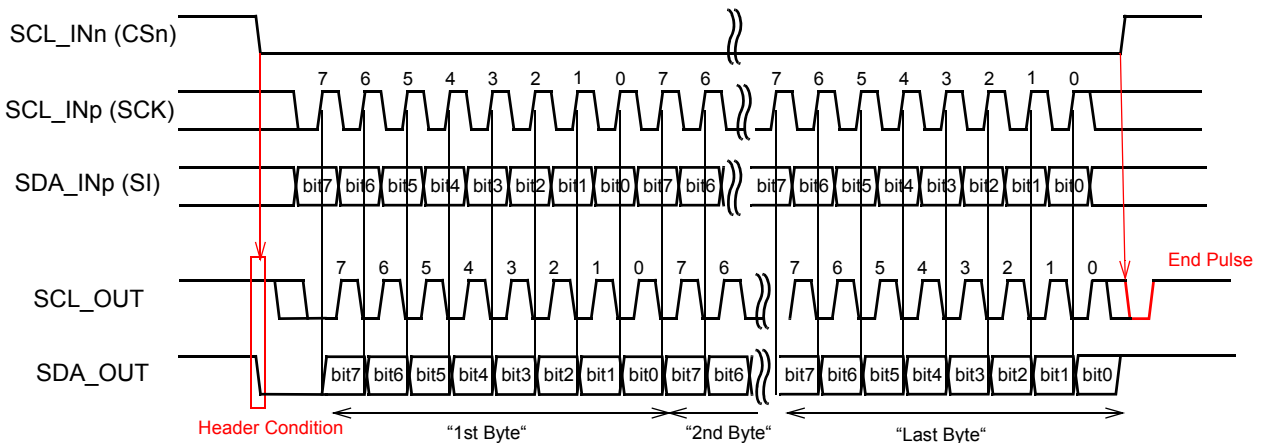 SCL_INn (CSn)
7 6 5 4 3 2 1 0 7 6 7 6 5 4 3 2 1 0
SCL_INp (SCK)
SDA_INp (SI) bit7 bit6 bit5 bit4 bit3 bit2 bit1 bit0 bit7 bit6 bit7 bit6 bit5 bit4 bit3 bit2 bit1 bit0
7 6 5 4 3 2 1 0 7 6 7 6 5 4 3 2 1 0 End Pulse
SCL_OUT
SDA_OUT bit7 bit6 bit5 bit4 bit3 bit2 bit1 bit0 bit7 bit6 bit7 bit6 bit5 bit4 bit3 bit2 bit1 bit0
Header Condition “1st Byte“ “2nd Byte“ “Last Byte“